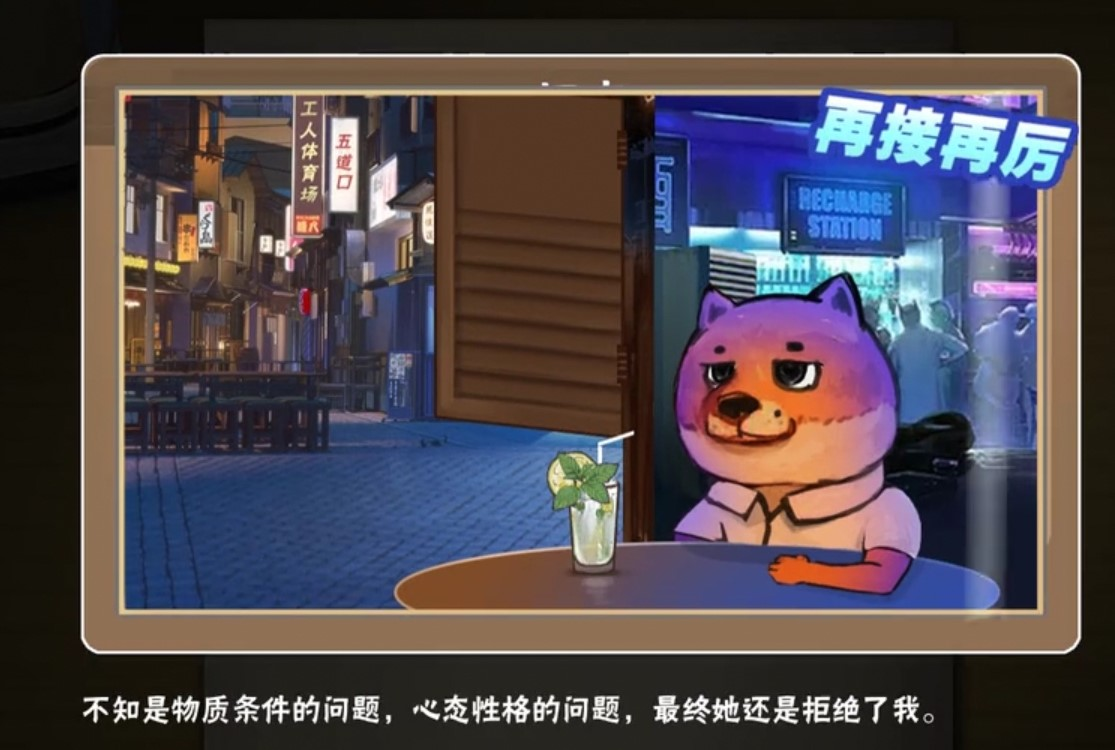 再接再厉
工人体育场
五道口
RECHARGE
STATION
不知是物质条件的问题，心态性格的问题，最终她还是拒绝了我。